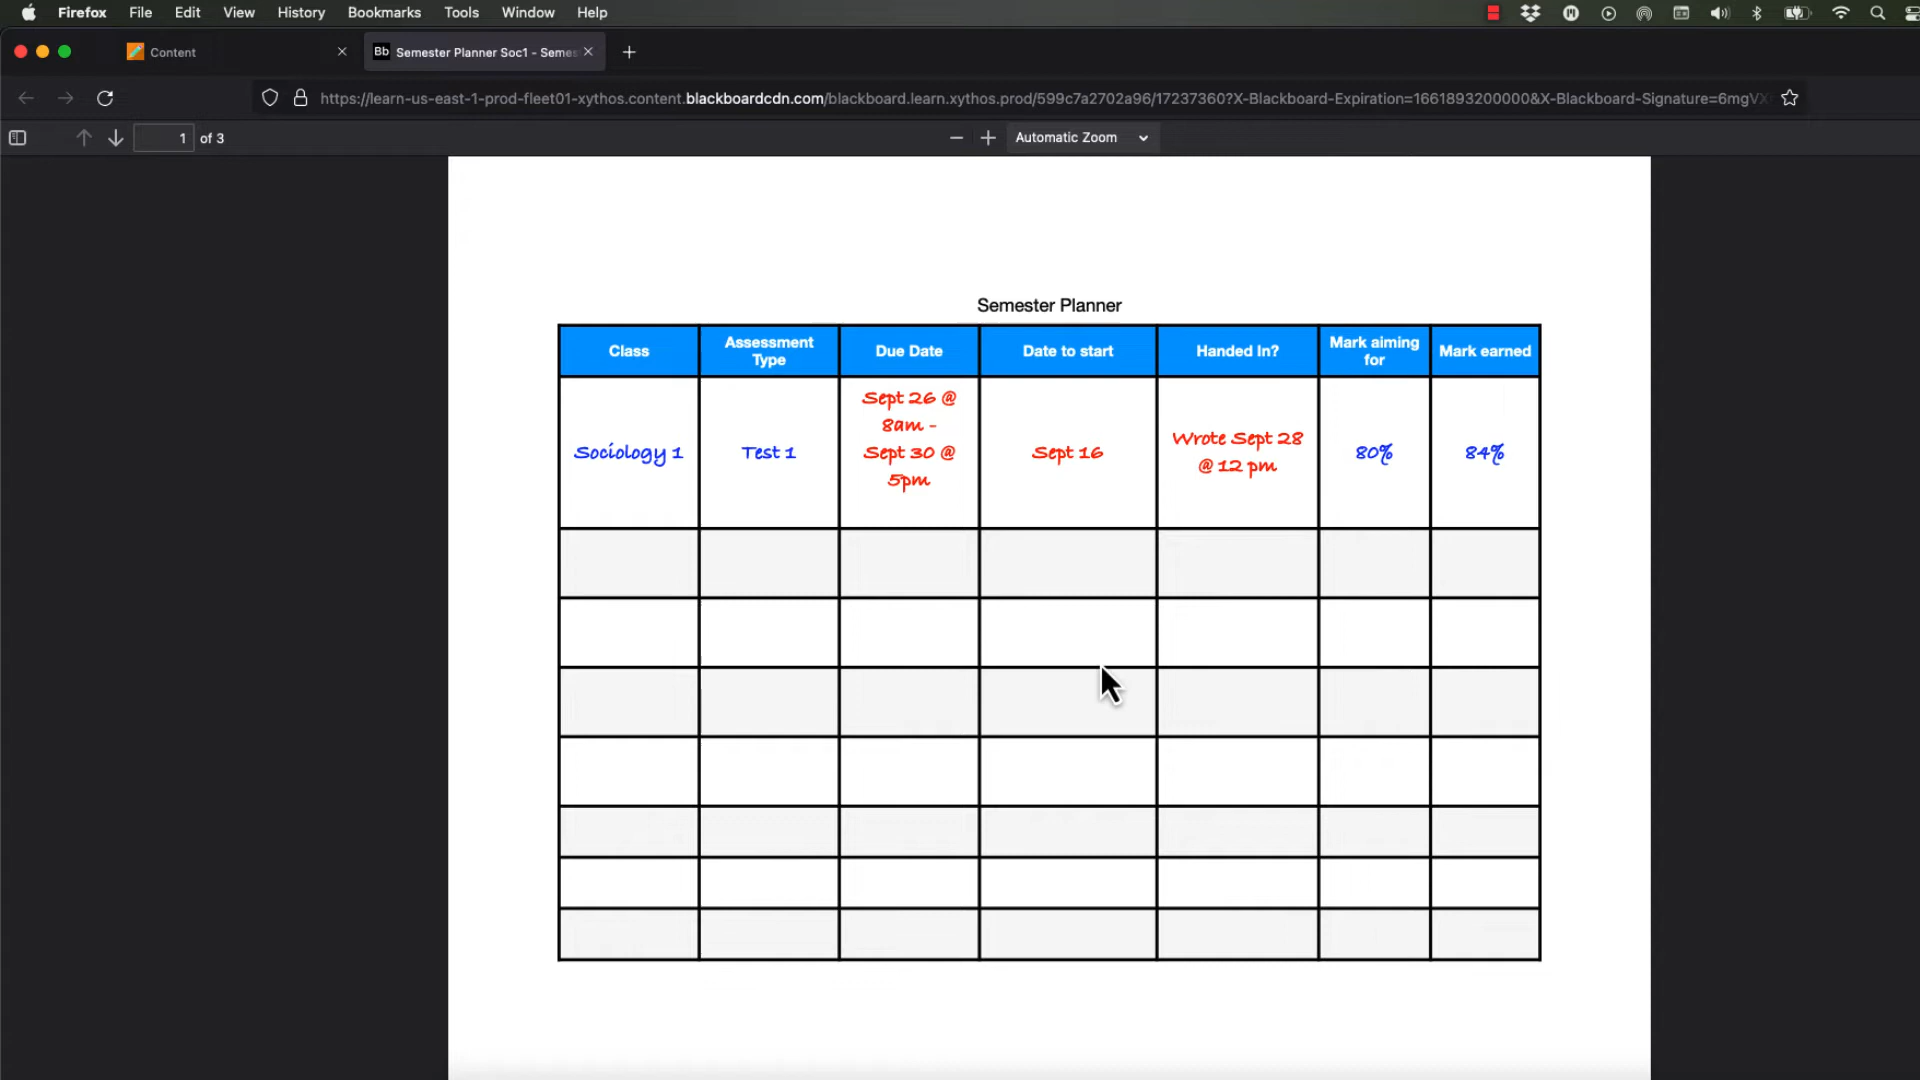 Firefox File Edit View History Bookmarks Tools Window Help
Content
Bb Semester Planner Soc1 - Seme
https://learn-us-east-1-prod-fleet01-xythos.content.blackboardcdn.com/blackboard.learn.xythos.prod/599c7a2702a96/17237360?X-Blackboard-Expiration=1661893200000&X-Blackboard-Signature=6mgV
1 of 3
Automatic Zoom
Semester Planner
Class
Assessment
Type
Due Date
Date to start
Handed In?
Mark aiming
for
Mark earned
Sociology 1
Test 1
Sept 26 @
8am -
Sept 30 @
5pm
Sept 16
Wrote Sept 28
@ 12 pm
80%
84%